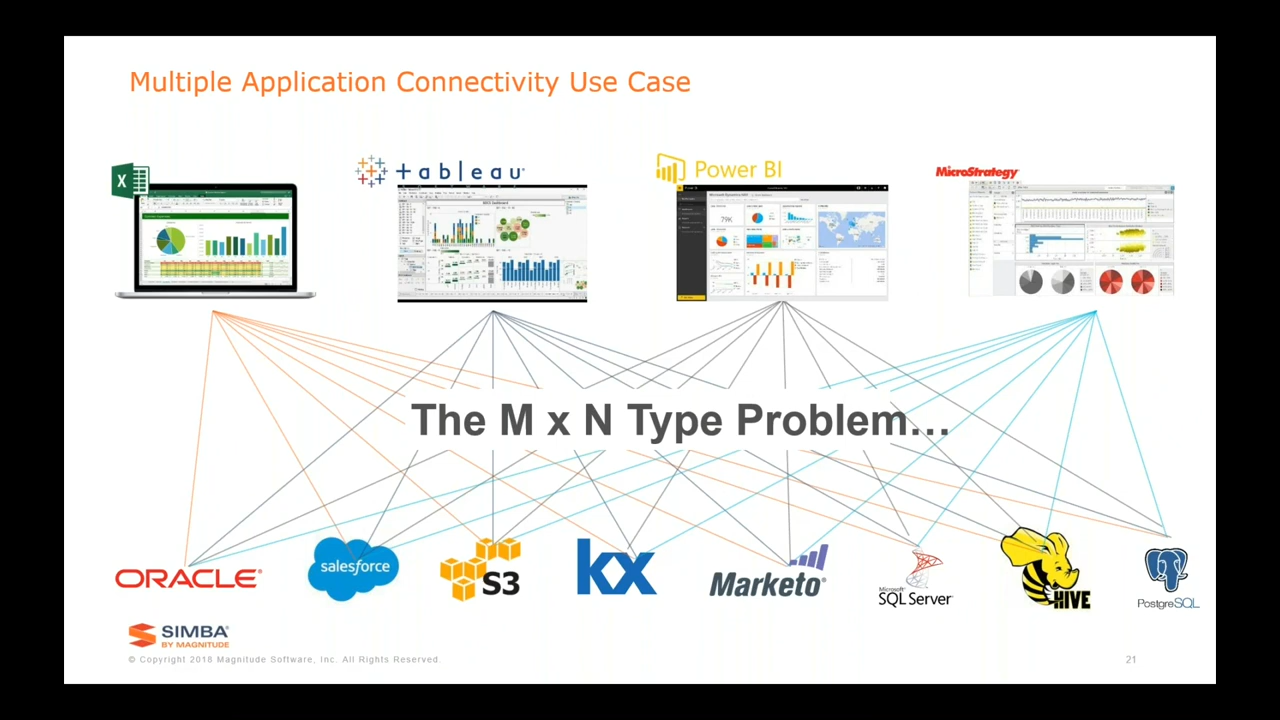 Multiple Application Connectivity Use Case
X
+ableau
Power BI
MicroStrategy
79K
The M x N Type Problem...
ORACLE
salesforce
S3
kx
Marketo
Microsoft
SQL Server
HIVE
PostgreSQL
SIMBA
BY MAGNITUDE
© Copyright 2018 Magnitude Software, Inc. All Rights Reserved.
21